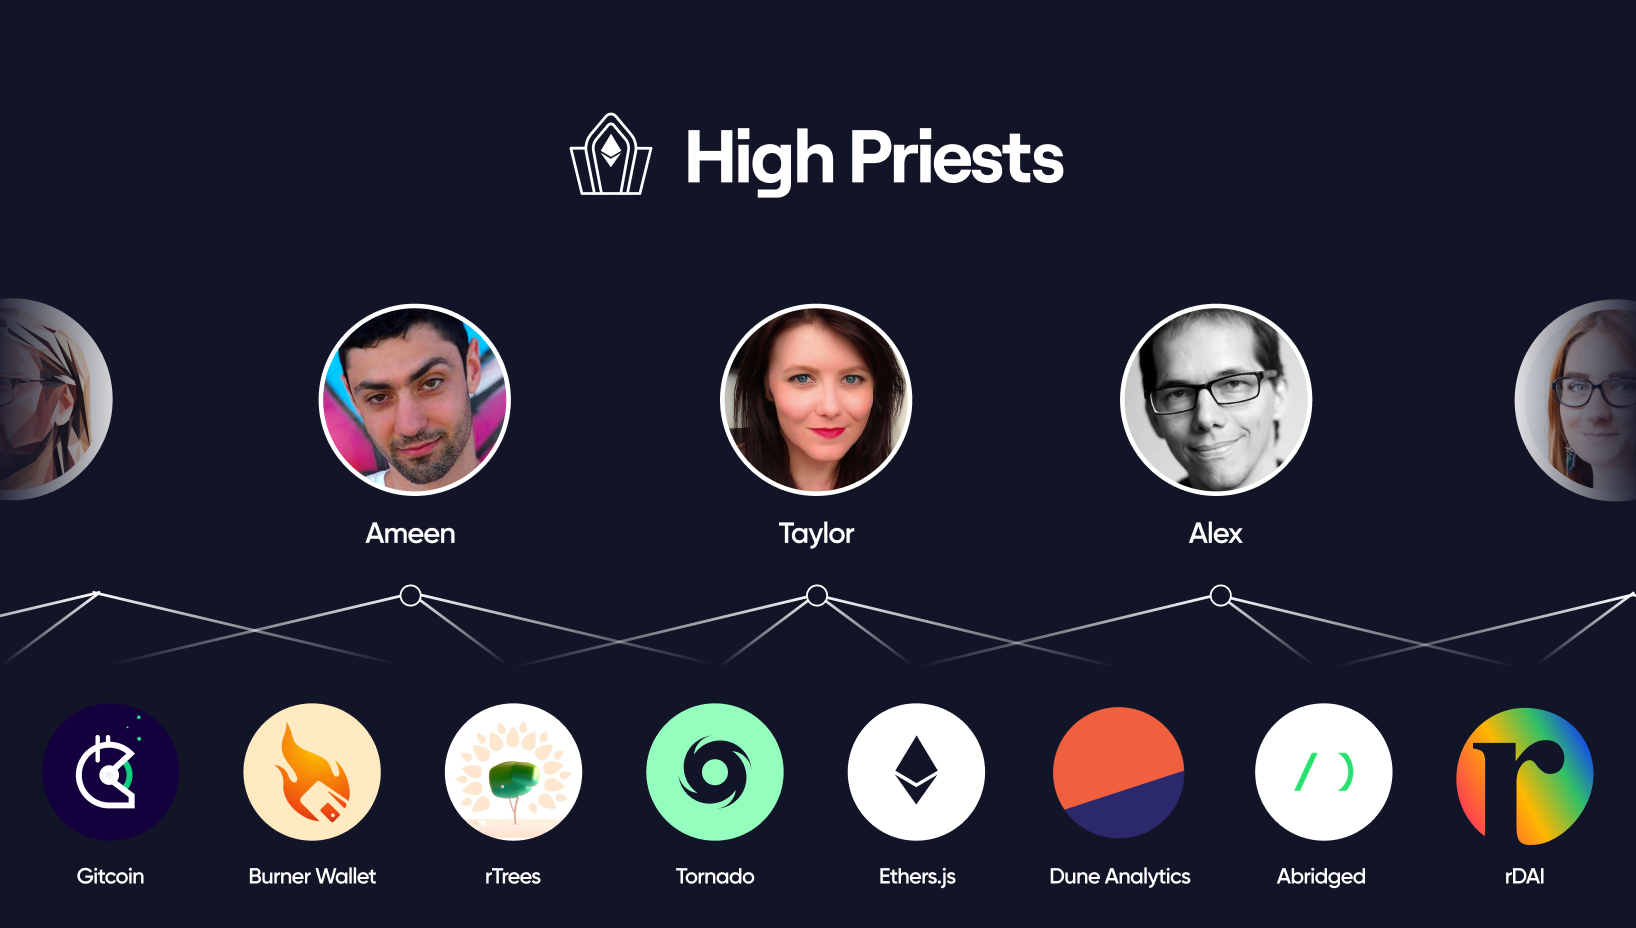 High Priests
Ameen
Taylor
Alex
Gitcoin
Burner Wallet
rTrees
Tornado
Ethers.js
Dune Analytics
Abridged
rDAI